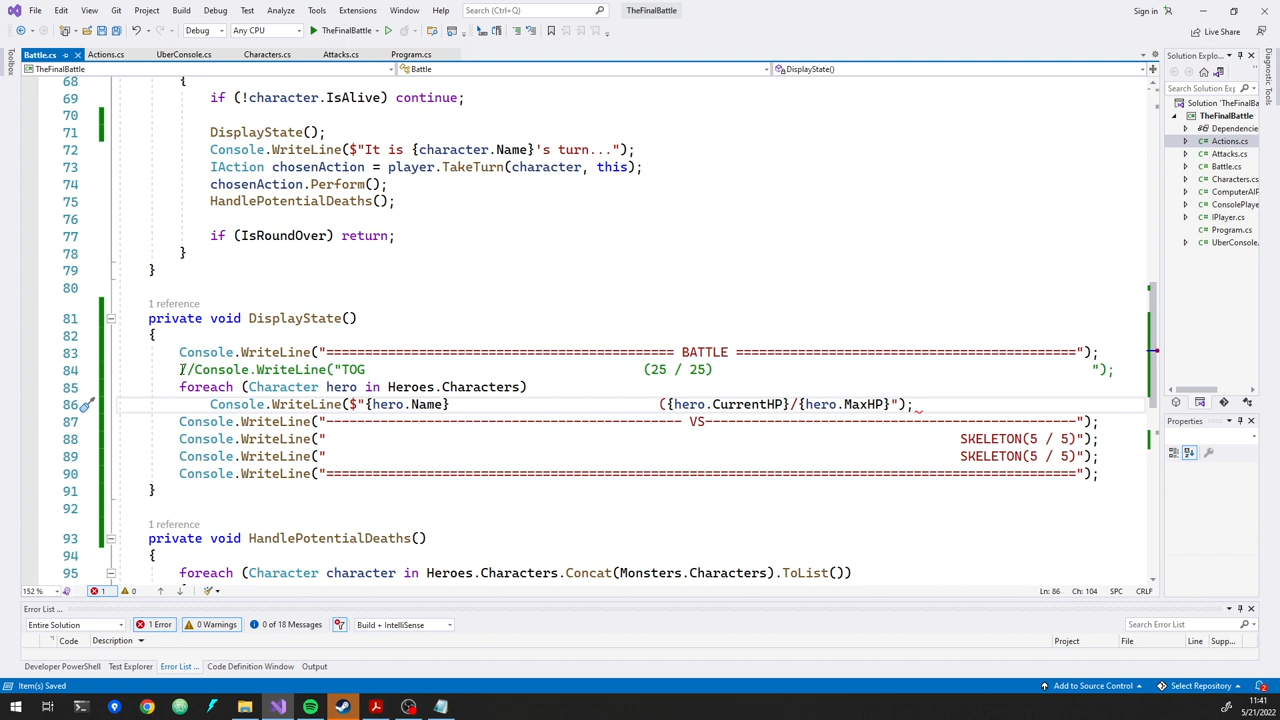 File Edit View Git Project Build Debug Test Analyze Tools Extensions Window Help Search (Ctrl+Q) TheFinalBattle Sign in
Debug Any CPU TheFinalBattle Live Share
Battle.cs Actions.cs UberConsole.cs Characters.cs Attacks.cs Program.cs
TheFinalBattle Battle DisplayState()
68 {
69 if (!character.IsAlive) continue;
70
71 DisplayState();
72 Console.WriteLine($"It is {character.Name}'s turn...");
73 IAction chosenAction = player.TakeTurn(character, this);
74 chosenAction.Perform();
75 HandlePotentialDeaths();
76
77 if (IsRoundOver) return;
78 }
79 }
80
1 reference
81 private void DisplayState()
82 {
83 Console.WriteLine("============================================= BATTLE ============================================");
84 //Console.WriteLine("TOG (25 / 25) ");
85 foreach (Character hero in Heroes.Characters)
86 Console.WriteLine($"{hero.Name} ({hero.CurrentHP}/{hero.MaxHP}");
87 Console.WriteLine("---------------------------------------------- VS------------------------------------------------");
88 Console.WriteLine(" SKELETON(5 / 5)");
89 Console.WriteLine(" SKELETON(5 / 5)");
90 Console.WriteLine("=================================================================================================");
91 }
92
1 reference
93 private void HandlePotentialDeaths()
94 {
95 foreach (Character character in Heroes.Characters.Concat(Monsters.Characters).ToList())
152 % 1 0 Ln: 86 Ch: 104 SPC CRLF
Error List ...
Entire Solution 1 Error 0 Warnings 0 of 18 Messages Build + IntelliSense Search Error List
Code Description Project File Line Supp...
Developer PowerShell Test Explorer Error List ... Code Definition Window Output
Item(s) Saved Add to Source Control Select Repository 2
Toolbox
Solution Explo...
Search Solution Exp
Solution 'TheFinalB
TheFinalBattle
Dependencie
Actions.cs
Attacks.cs
Battle.cs
Characters.cs
ComputerAIP
ConsolePlaye
IPlayer.cs
Program.cs
UberConsole.
Properties
Diagnostic Tools
11:41
5/21/2022